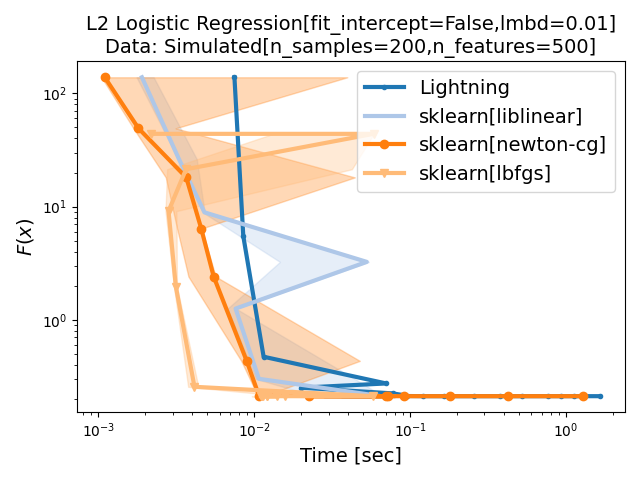 L2 Logistic Regression[fit_intercept=False,lmbd=0.01]
Data: Simulated[n_samples=200,n_features=500]
Lightning
sklearn[liblinear]
sklearn[newton-cg]
sklearn[lbfgs]
F(x)
10²
10¹
10⁰
10⁻³
10⁻²
10⁻¹
10⁰
Time [sec]